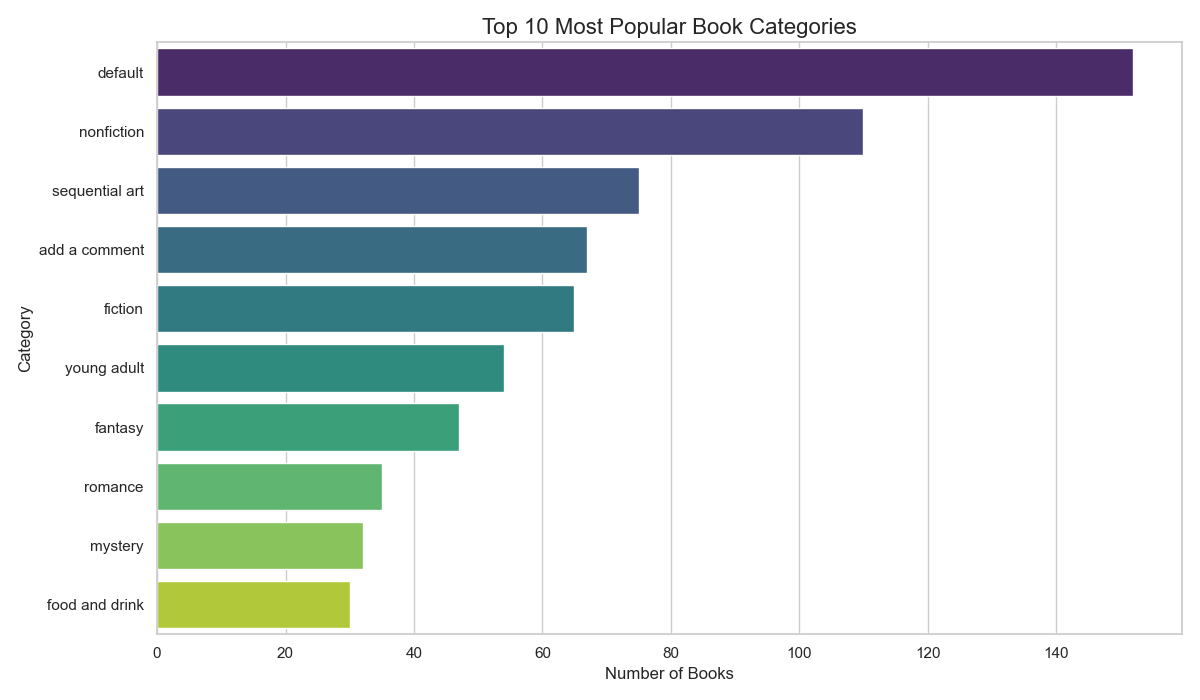 Top 10 Most Popular Book Categories
default
nonfiction
sequential art
add a comment
fiction
young adult
fantasy
romance
mystery
food and drink
Category
0 20 40 60 80 100 120 140
Number of Books